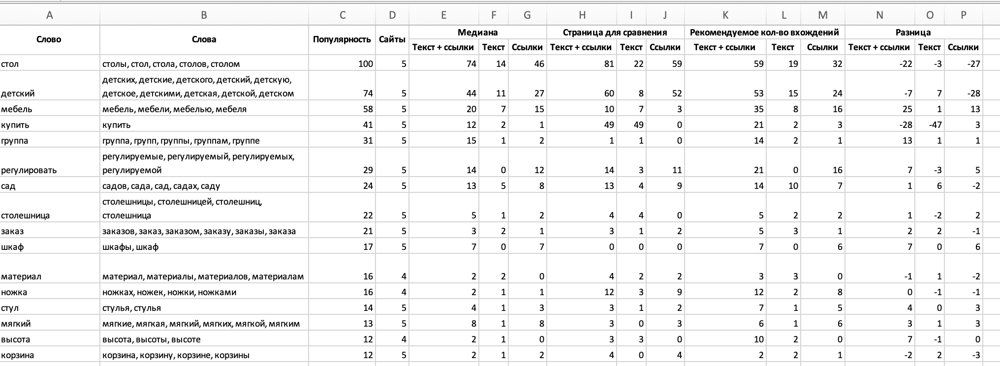 A B C D E F G H I J K L M N O P
Слово Слова Популярность Сайты Медиана Страница для сравнения Рекомендуемое кол-во вхождений Разница
Текст + ссылки Текст Ссылки Текст + ссылки Текст Ссылки Текст + ссылки Текст Ссылки Текст + ссылки Текст Ссылки
стол столы, стол, стола, столов, столом 100 5 74 14 46 81 22 59 59 19 32 -22 -3 -27
детских, детские, детского, детский, детскую,
детский детское, детскими, детская, детской, детском 74 5 44 11 27 60 8 52 53 15 24 -7 7 -28
мебель мебель, мебели, мебелью, мебеля 58 5 20 7 15 10 7 3 35 8 16 25 1 13
купить купить 41 5 12 2 1 49 49 0 21 2 3 -28 -47 3
группа группа, групп, группы, группам, группе 31 5 15 1 2 1 1 0 14 2 1 13 1 1
регулируемые, регулируемый, регулируемых,
регулировать регулируемой 29 5 14 0 12 14 3 11 21 0 16 7 -3 5
сад садов, сада, сад, садах, саду 24 5 13 5 8 13 4 9 14 10 7 1 6 -2
столешницы, столешницей, столешниц,
столешница столешница 22 5 5 1 2 4 4 0 5 2 2 1 -2 2
заказ заказов, заказ, заказом, заказу, заказы, заказа 21 5 3 2 1 3 1 2 5 3 1 2 2 -1
шкаф шкафы, шкаф 17 5 7 0 7 0 0 0 7 0 6 7 0 6
материал материал, материалы, материалов, материалам 16 4 2 2 0 4 2 2 3 3 0 -1 1 -2
ножка ножках, ножек, ножки, ножками 16 4 2 1 1 12 3 9 12 2 8 0 -1 -1
стул стулья, стулья 14 5 4 1 3 3 1 2 7 1 5 4 0 3
мягкий мягкие, мягкая, мягкий, мягких, мягкой, мягким 13 5 8 1 8 3 0 3 6 1 6 3 1 3
высота высота, высоты, высоте 12 4 2 1 0 3 3 0 10 2 0 7 -1 0
корзина корзина, корзину, корзине, корзины 12 5 2 1 2 4 0 4 2 2 1 -2 2 -3